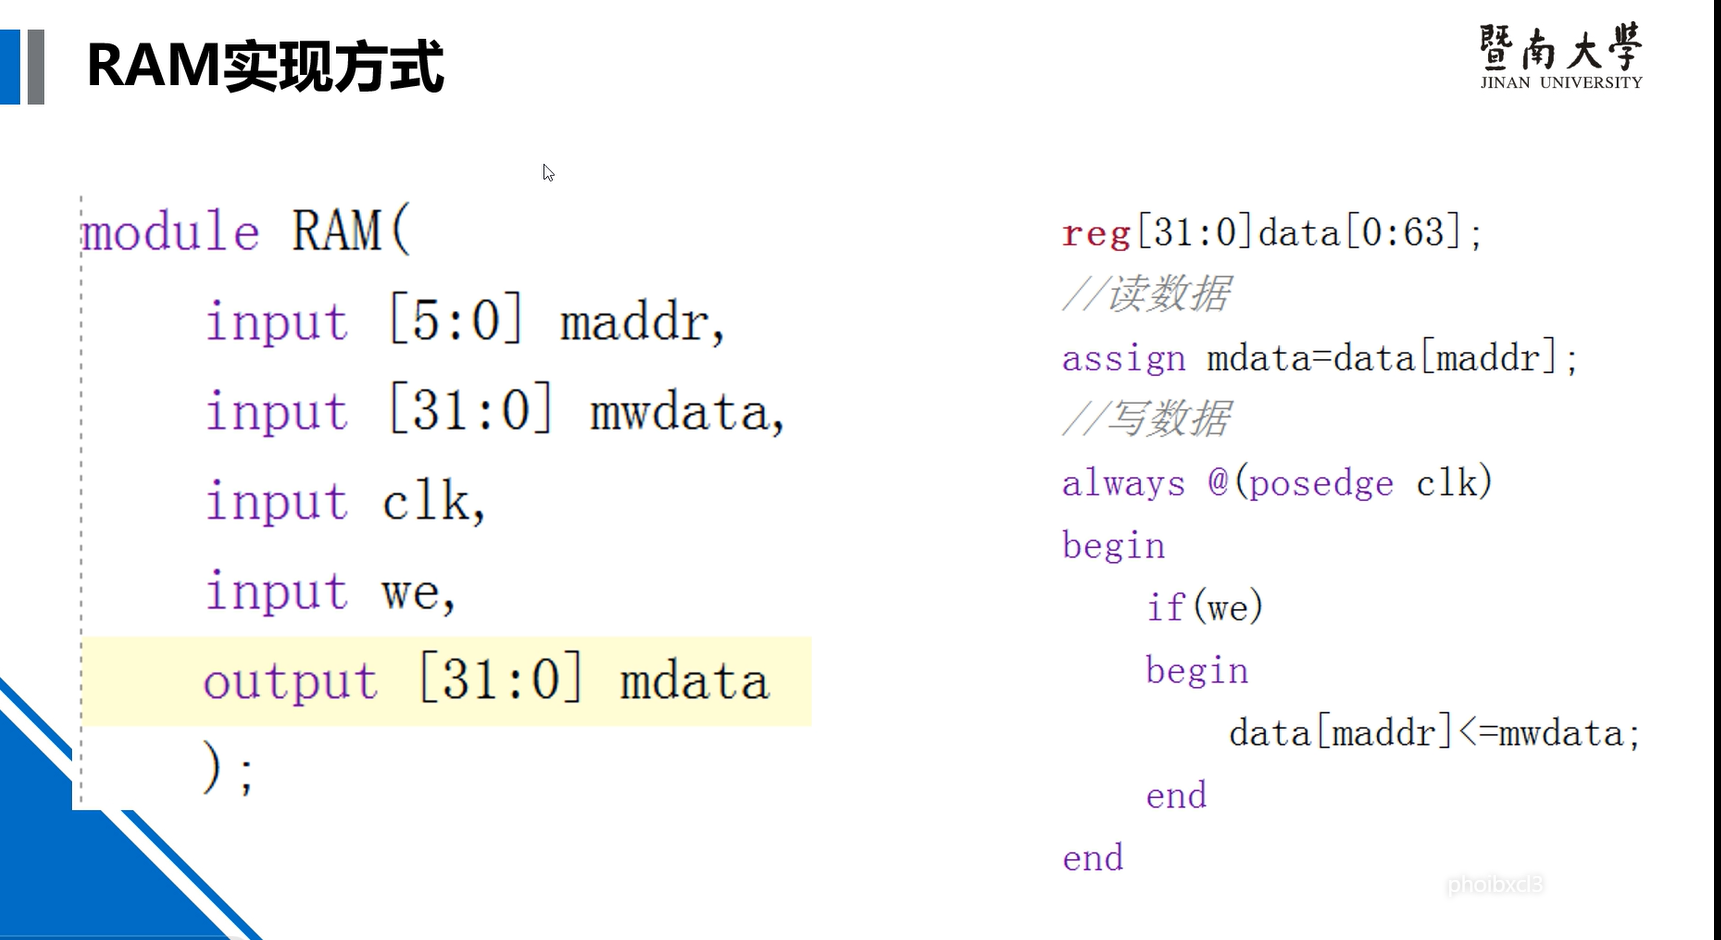 RAM实现方式
暨南大学
JINAN UNIVERSITY
module RAM(
input [5:0] maddr,
input [31:0] mwdata,
input clk,
input we,
output [31:0] mdata
);
reg[31:0]data[0:63];
//读数据
assign mdata=data[maddr];
//写数据
always @(posedge clk)
begin
if(we)
begin
data[maddr]<=mwdata;
end
end
phoibxcl3